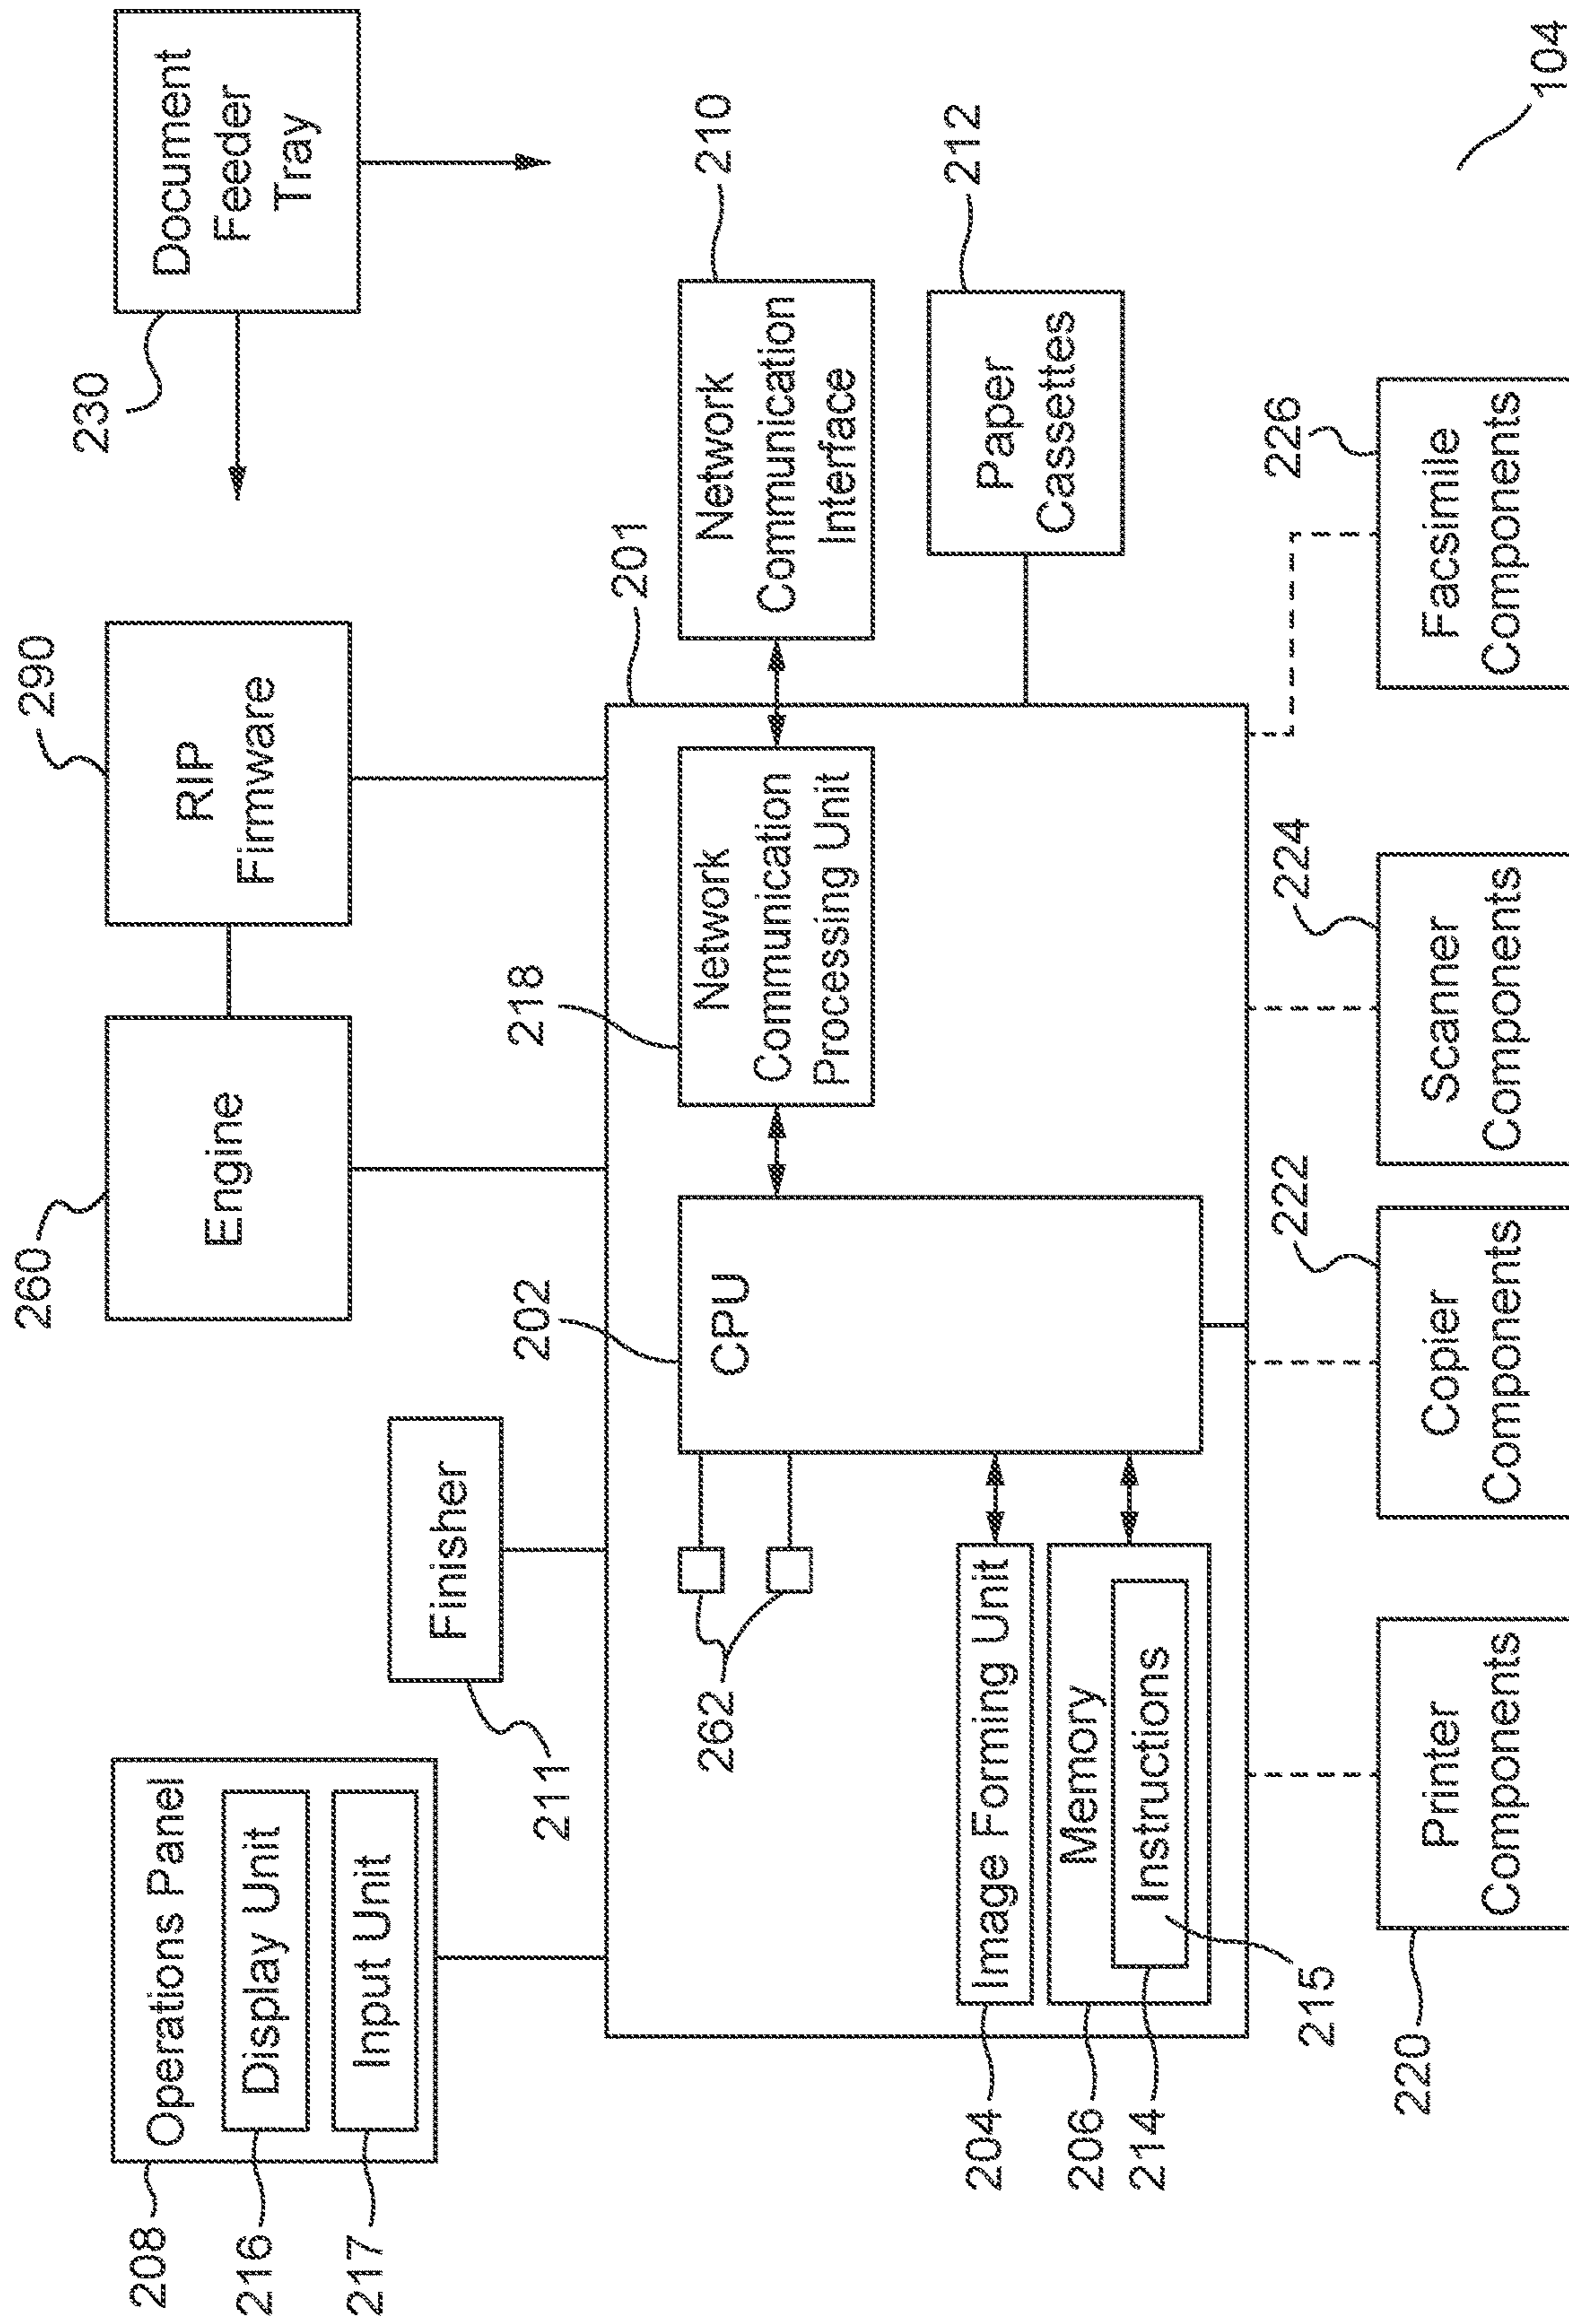 208
Operations Panel
216
Display Unit
217
Input Unit
211
Finisher
260
Engine
290
RIP
Firmware
230
Document
Feeder
Tray
201
202
CPU
218
Network
Communication
Processing Unit
Network
Communication
Interface
210
262
204
Image Forming Unit
206
Memory
214
Instructions
215
Paper
Cassettes
212
220
Printer
Components
222
Copier
Components
224
Scanner
Components
226
Facsimile
Components
104